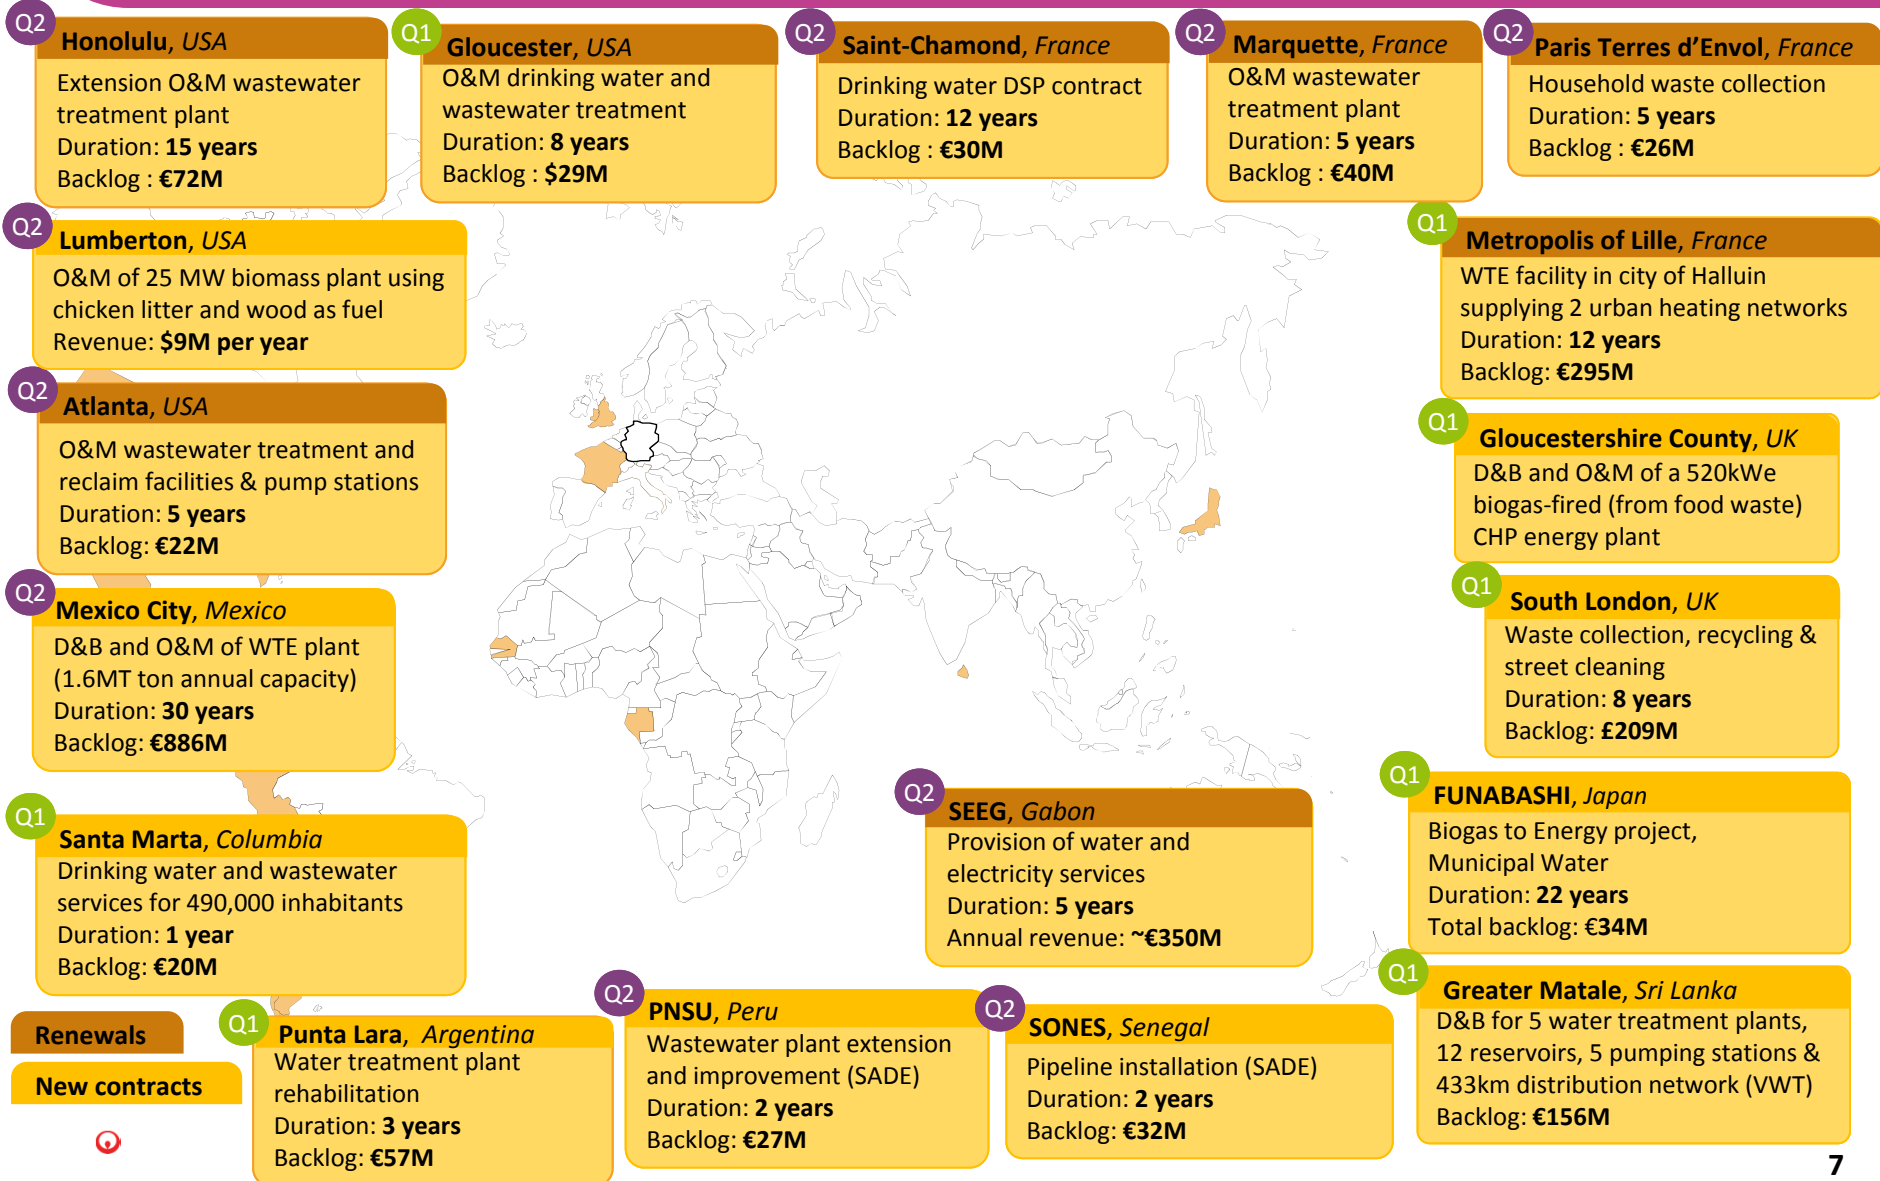 Q2
Honolulu, USA
Extension O&M wastewater
treatment plant
Duration: 15 years
Backlog : €72M
Q1
Gloucester, USA
O&M drinking water and
wastewater treatment
Duration: 8 years
Backlog : $29M
Q2
Saint-Chamond, France
Drinking water DSP contract
Duration: 12 years
Backlog : €30M
Q2
Marquette, France
O&M wastewater
treatment plant
Duration: 5 years
Backlog : €40M
Q2
Paris Terres d’Envol, France
Household waste collection
Duration: 5 years
Backlog : €26M
Q2
Lumberton, USA
O&M of 25 MW biomass plant using
chicken litter and wood as fuel
Revenue: $9M per year
Q1
Metropolis of Lille, France
WTE facility in city of Halluin
supplying 2 urban heating networks
Duration: 12 years
Backlog: €295M
Q2
Atlanta, USA
O&M wastewater treatment and
reclaim facilities & pump stations
Duration: 5 years
Backlog: €22M
Q1
Gloucestershire County, UK
D&B and O&M of a 520kWe
biogas-fired (from food waste)
CHP energy plant
Q2
Mexico City, Mexico
D&B and O&M of WTE plant
(1.6MT ton annual capacity)
Duration: 30 years
Backlog: €886M
Q1
South London, UK
Waste collection, recycling &
street cleaning
Duration: 8 years
Backlog: £209M
Q1
Santa Marta, Columbia
Drinking water and wastewater
services for 490,000 inhabitants
Duration: 1 year
Backlog: €20M
Q2
SEEG, Gabon
Provision of water and
electricity services
Duration: 5 years
Annual revenue: ~€350M
Q1
FUNABASHI, Japan
Biogas to Energy project,
Municipal Water
Duration: 22 years
Total backlog: €34M
Renewals
New contracts
Q1
Punta Lara, Argentina
Water treatment plant
rehabilitation
Duration: 3 years
Backlog: €57M
Q2
PNSU, Peru
Wastewater plant extension
and improvement (SADE)
Duration: 2 years
Backlog: €27M
Q2
SONES, Senegal
Pipeline installation (SADE)
Duration: 2 years
Backlog: €32M
Q1
Greater Matale, Sri Lanka
D&B for 5 water treatment plants,
12 reservoirs, 5 pumping stations &
433km distribution network (VWT)
Backlog: €156M
7